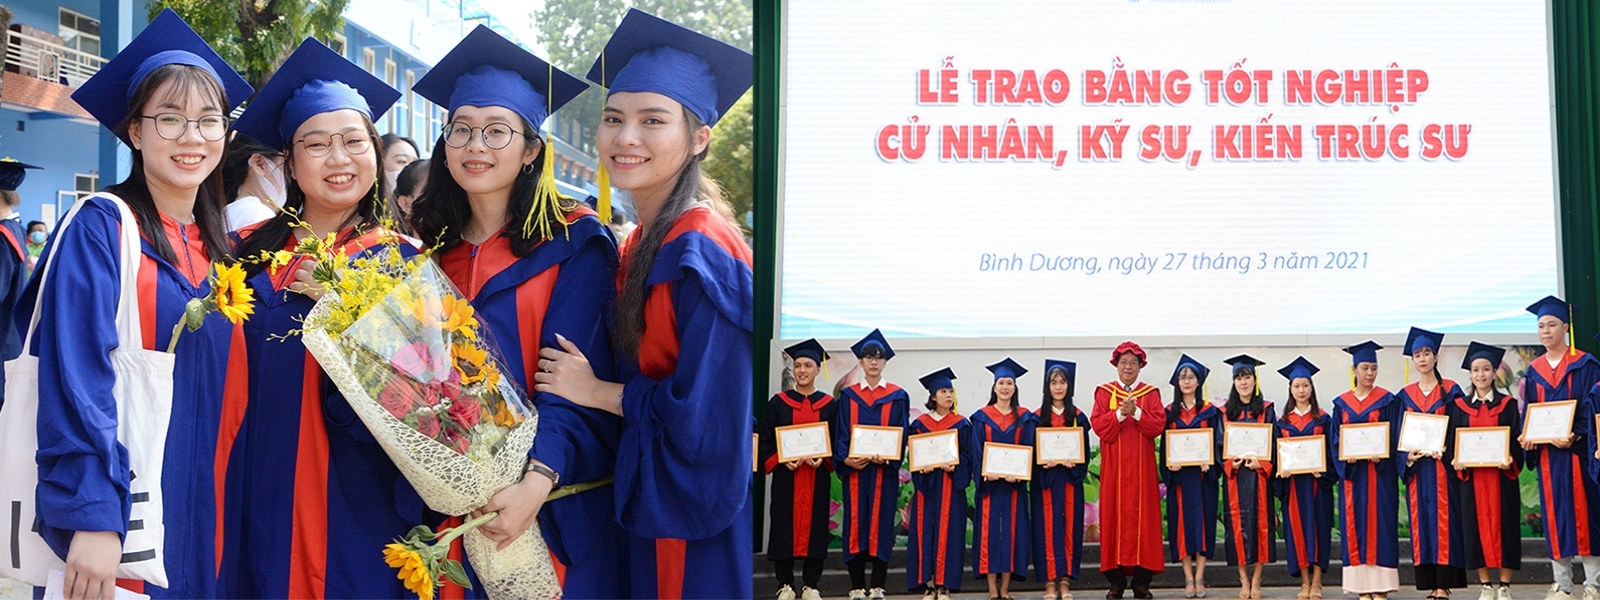 LỄ TRAO BẰNG TỐT NGHIỆP
CỬ NHÂN, KỸ SƯ, KIẾN TRÚC SƯ
Bình Dương, ngày 27 tháng 3 năm 2021